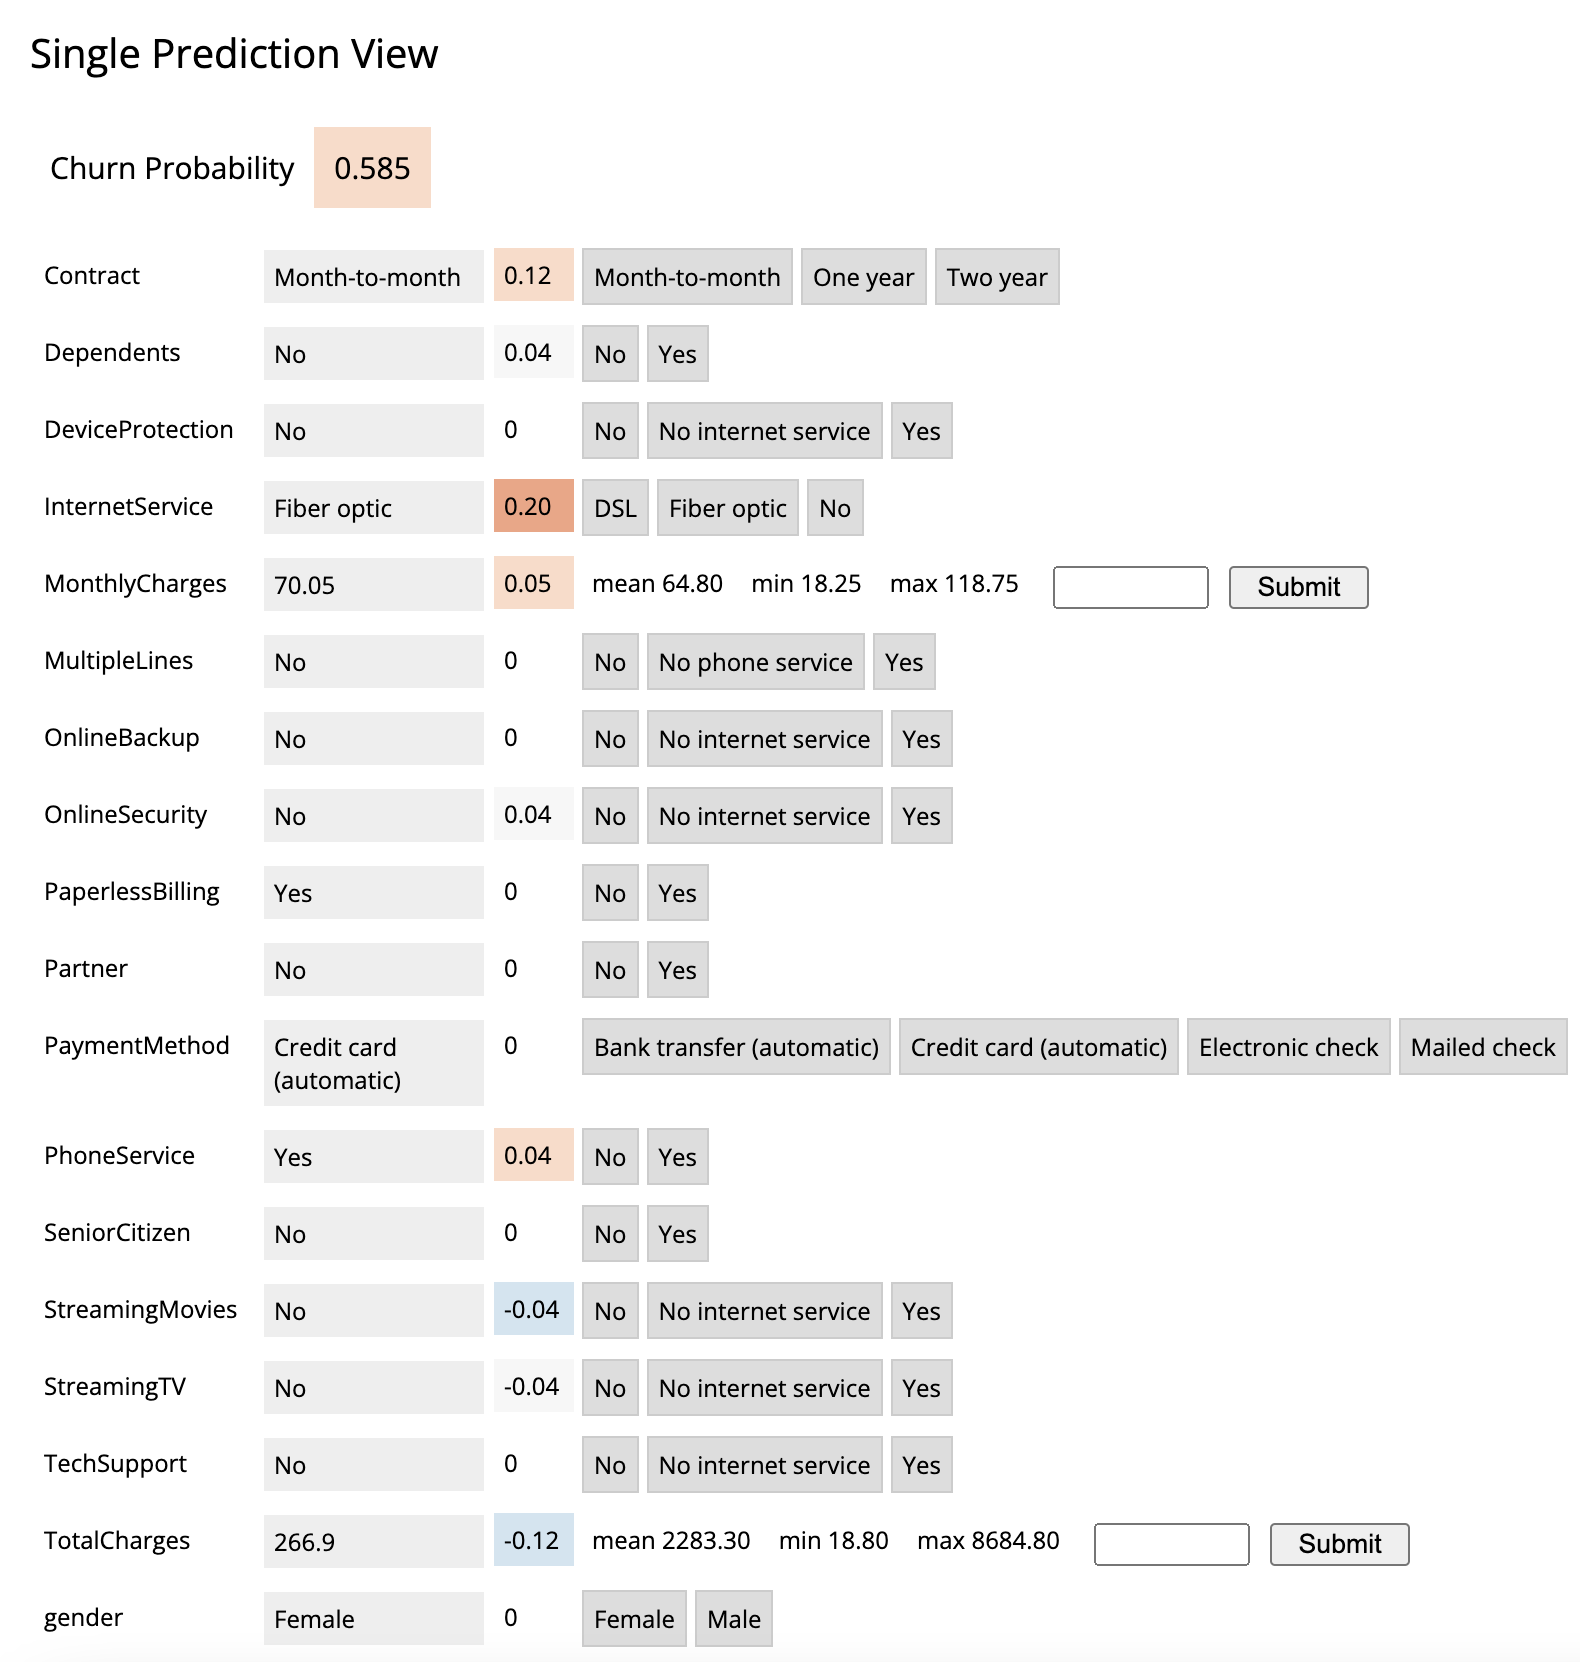 Single Prediction View
Churn Probability 0.585
Contract Month-to-month 0.12 Month-to-month One year Two year
Dependents No 0.04 No Yes
DeviceProtection No 0 No No internet service Yes
InternetService Fiber optic 0.20 DSL Fiber optic No
MonthlyCharges 70.05 0.05 mean 64.80 min 18.25 max 118.75 Submit
MultipleLines No 0 No No phone service Yes
OnlineBackup No 0 No No internet service Yes
OnlineSecurity No 0.04 No No internet service Yes
PaperlessBilling Yes 0 No Yes
Partner No 0 No Yes
PaymentMethod Credit card 0 Bank transfer (automatic) Credit card (automatic) Electronic check Mailed check
(automatic)
PhoneService Yes 0.04 No Yes
SeniorCitizen No 0 No Yes
StreamingMovies No -0.04 No No internet service Yes
StreamingTV No -0.04 No No internet service Yes
TechSupport No 0 No No internet service Yes
TotalCharges 266.9 -0.12 mean 2283.30 min 18.80 max 8684.80 Submit
gender Female 0 Female Male